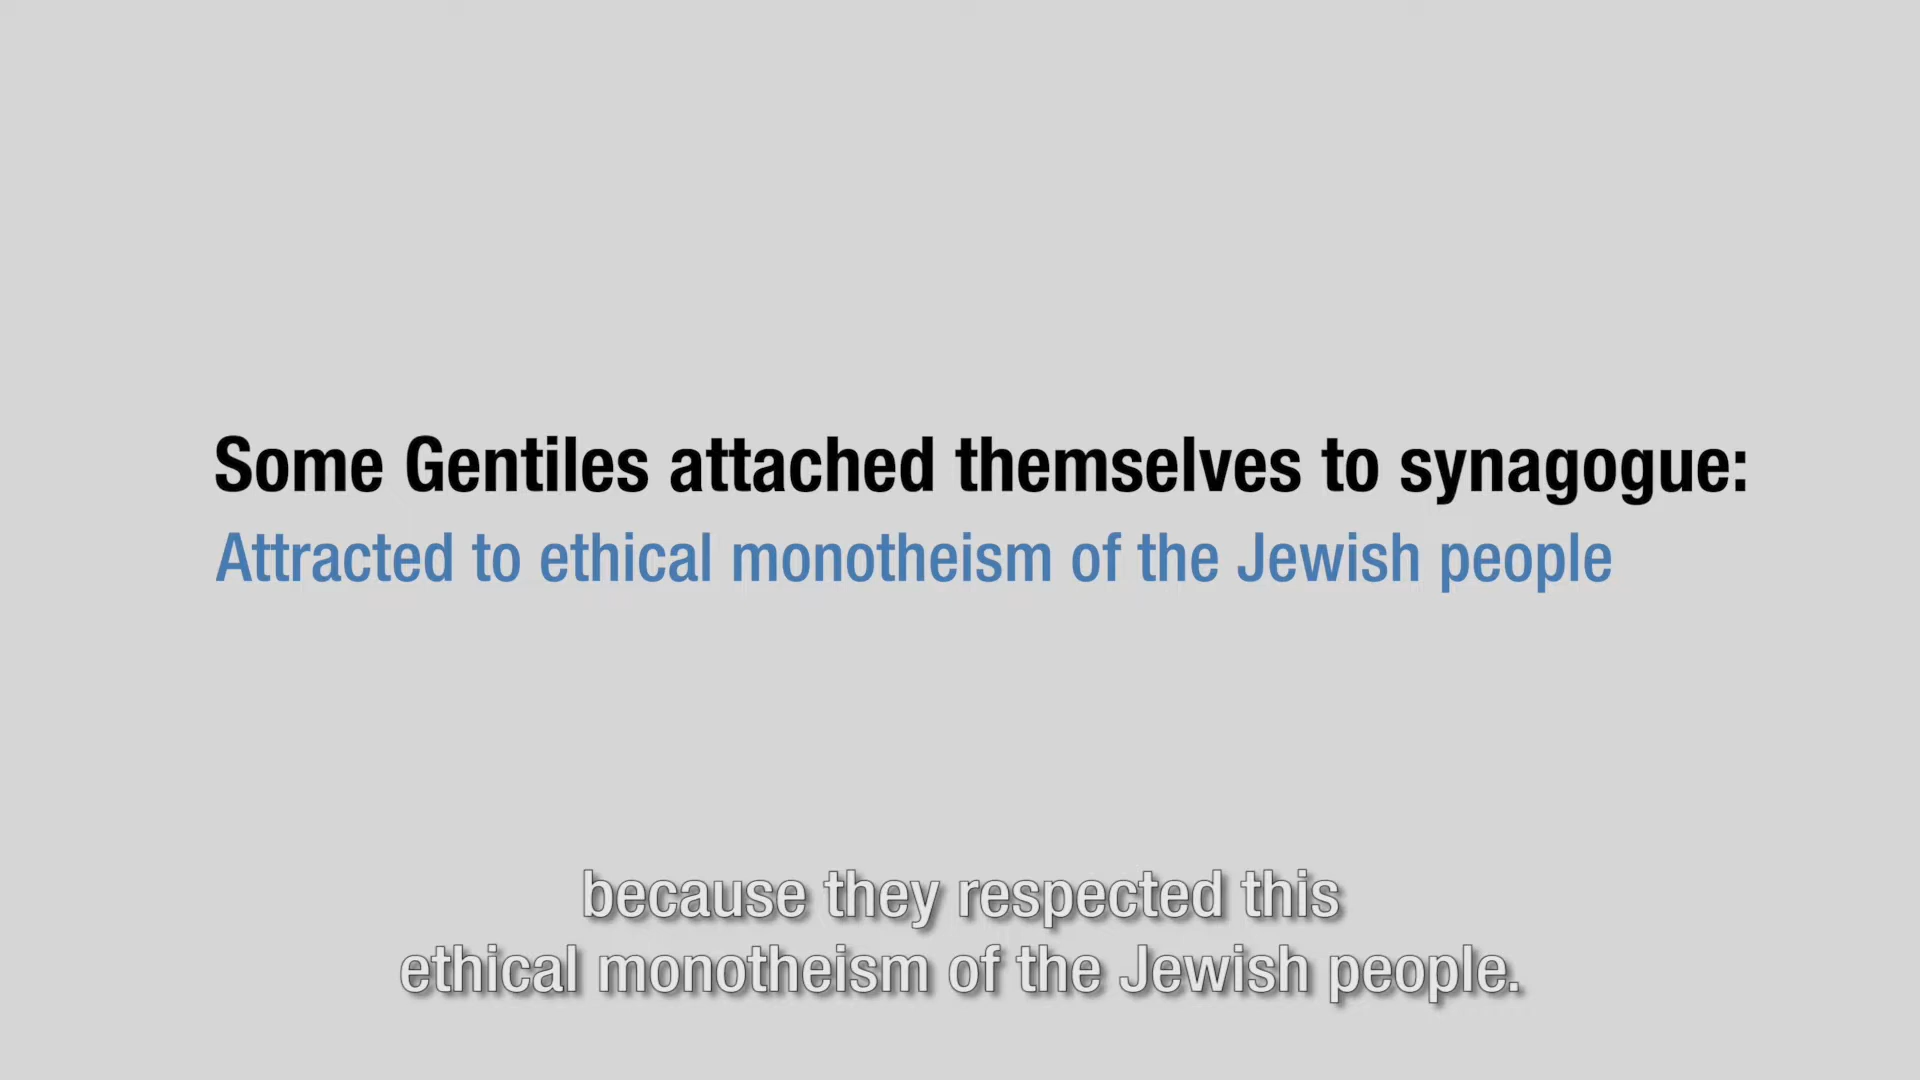 Some Gentiles attached themselves to synagogue:
Attracted to ethical monotheism of the Jewish people
because they respected this
ethical monotheism of the Jewish people.